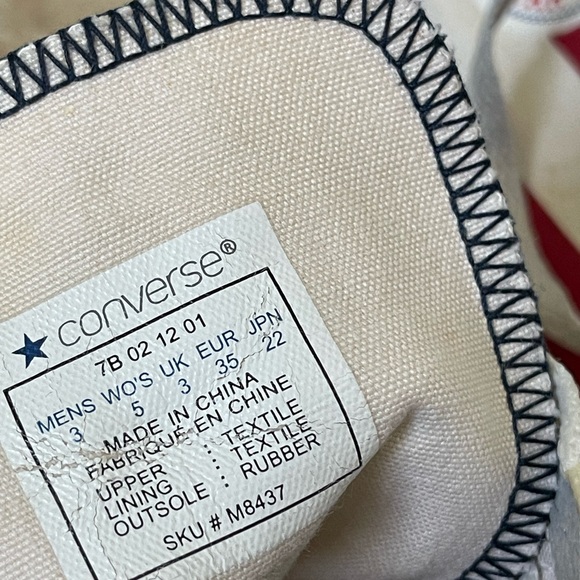 CONVERSE®
7B 02 12 01
MENS WO'S UK EUR JPN
3 5 3 35 22
MADE IN CHINA
FABRIQUÉ EN CHINE
UPPER : TEXTILE
LINING : TEXTILE
OUTSOLE : RUBBER
SKU # M8437